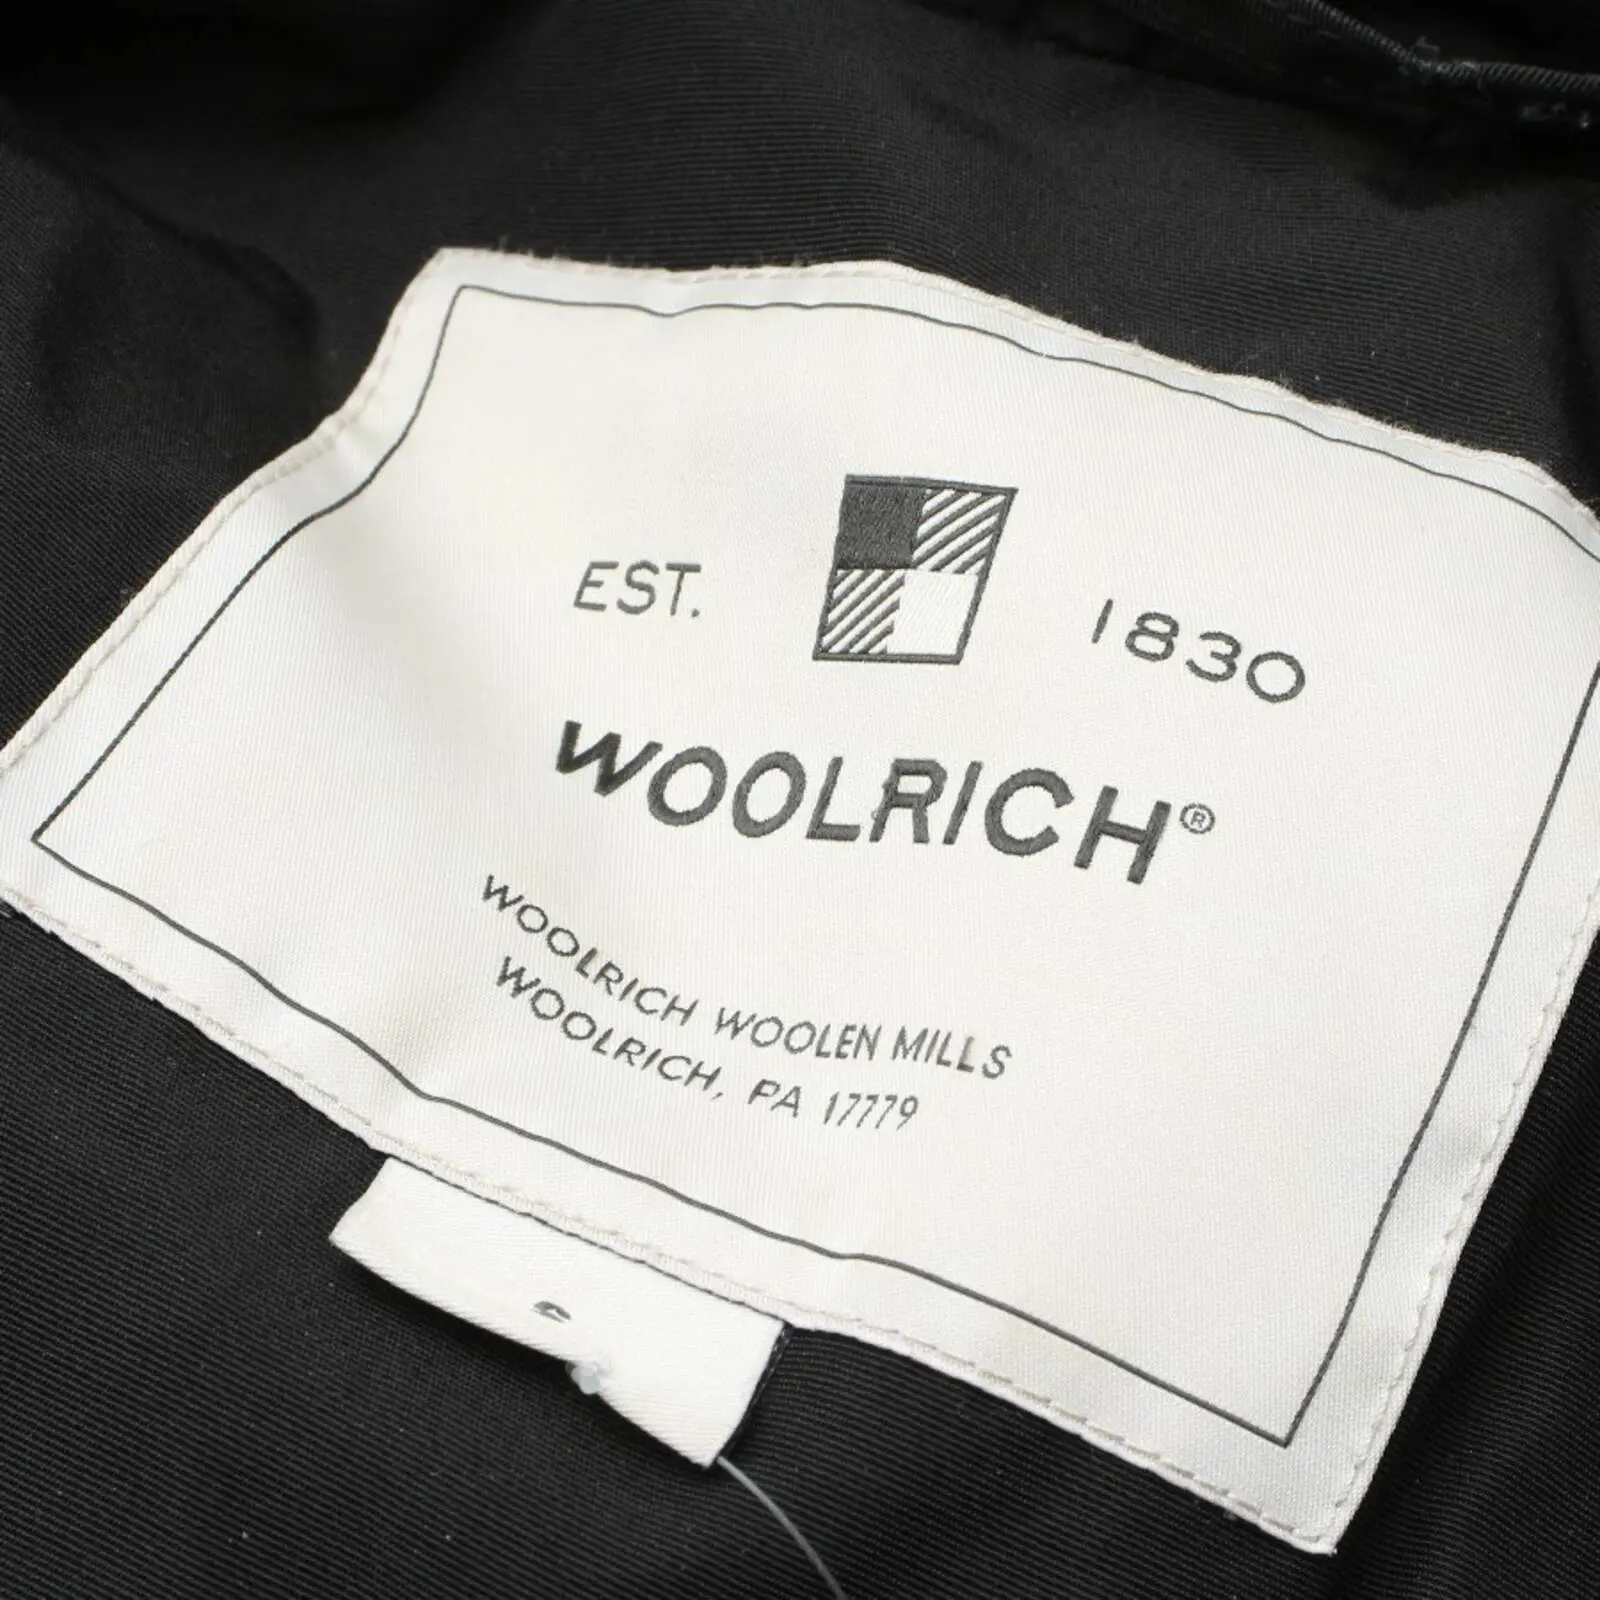 EST. 1830
WOOLRICH®
WOOLRICH WOOLEN MILLS
WOOLRICH, PA 17779